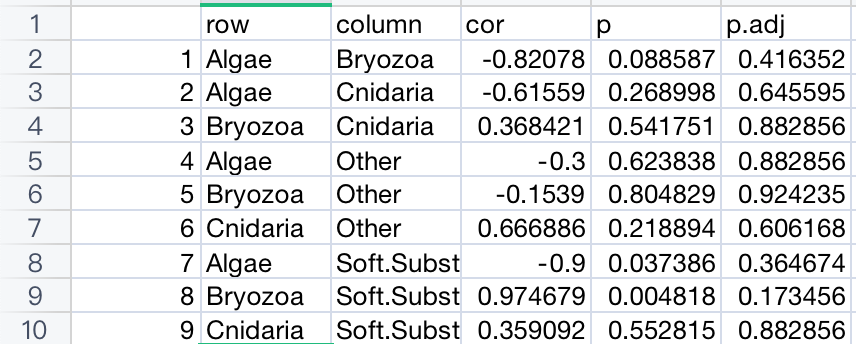 1 row column cor p p.adj
2 1 Algae Bryozoa -0.82078 0.088587 0.416352
3 2 Algae Cnidaria -0.61559 0.268998 0.645595
4 3 Bryozoa Cnidaria 0.368421 0.541751 0.882856
5 4 Algae Other -0.3 0.623838 0.882856
6 5 Bryozoa Other -0.1539 0.804829 0.924235
7 6 Cnidaria Other 0.666886 0.218894 0.606168
8 7 Algae Soft.Subst -0.9 0.037386 0.364674
9 8 Bryozoa Soft.Subst 0.974679 0.004818 0.173456
10 9 Cnidaria Soft.Subst 0.359092 0.552815 0.882856